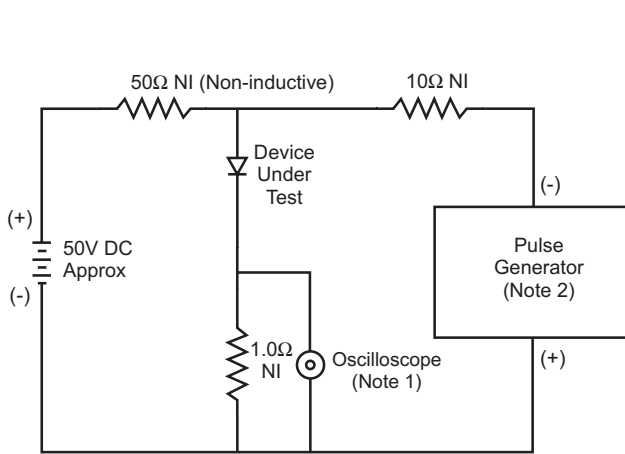 50Ω NI (Non-inductive)
10Ω NI
Device
Under
Test
(-)
(+)
50V DC
Approx
(-)
Pulse
Generator
(Note 2)
1.0Ω
NI
Oscilloscope
(Note 1)
(+)